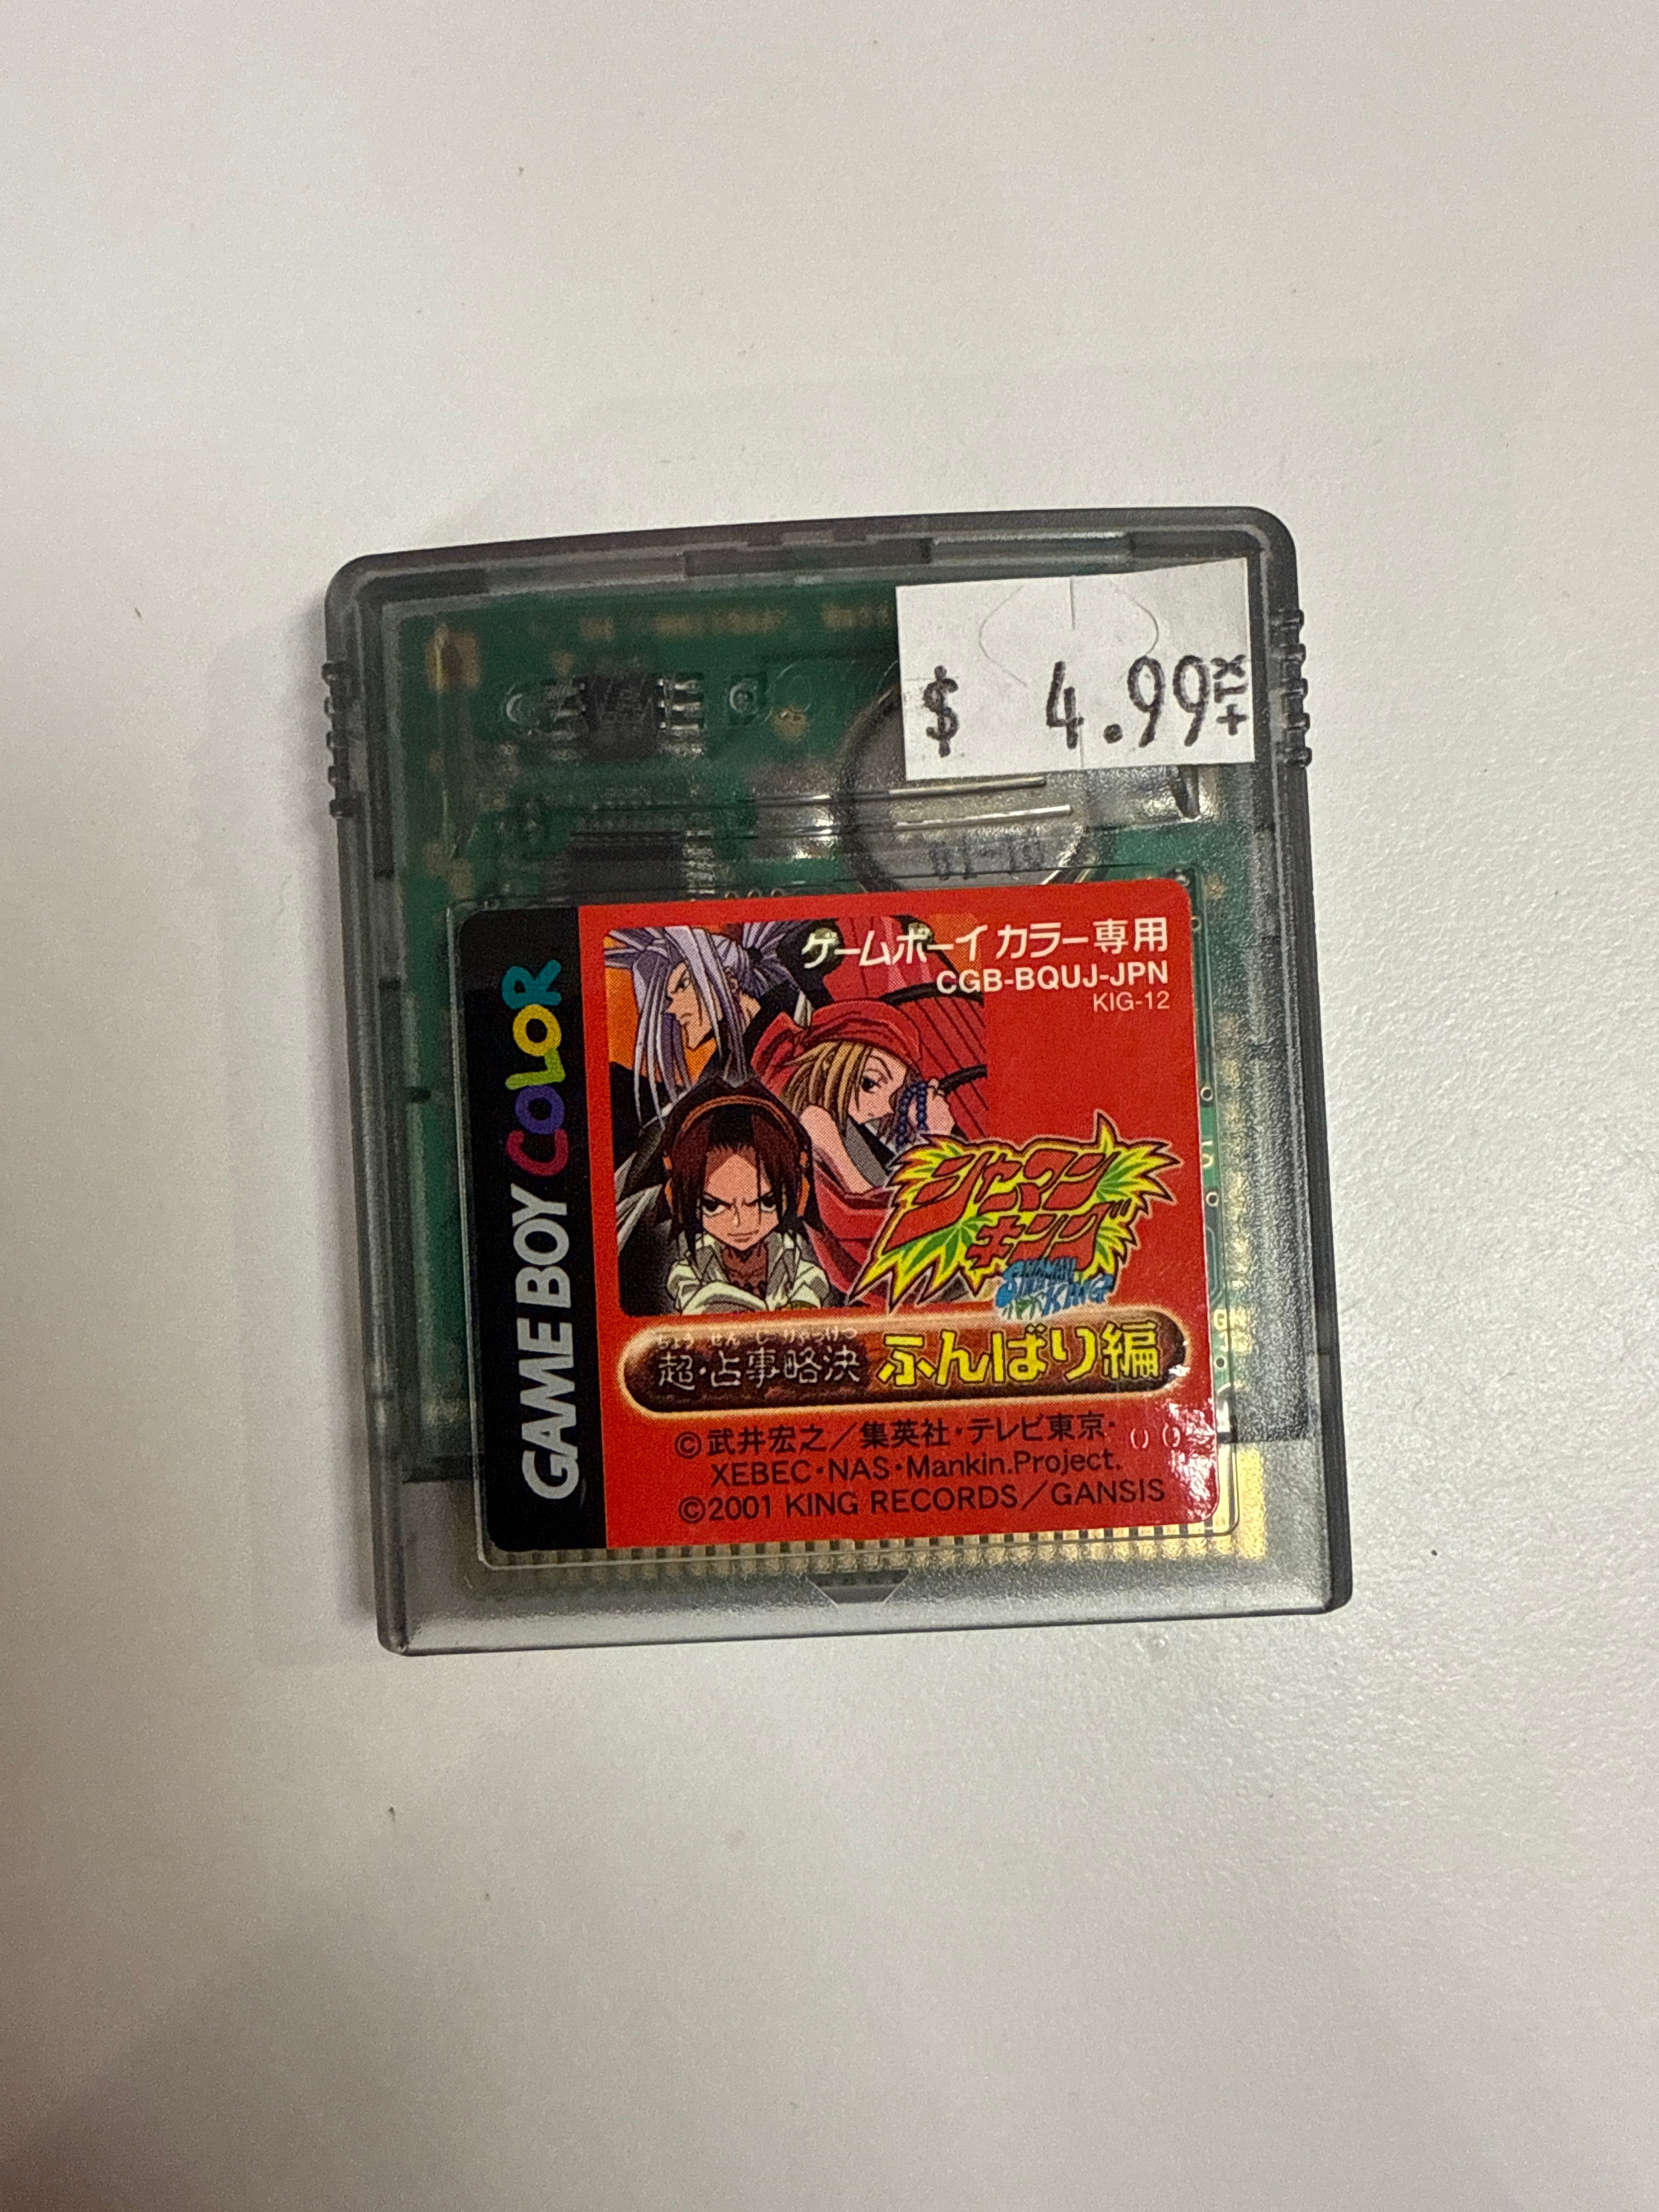 $ 4.99+TX
01-10
ゲームボーイ カラー専用
CGB-BQUJ-JPN
KIG-12
GAME BOY COLOR
シャーマン
キング
SHAMAN
KING
ちょう せん じ りゃっけつ
超・占事略決 ふんばり編
©武井宏之／集英社・テレビ東京・
XEBEC・NAS・Mankin.Project.
©2001 KING RECORDS／GANSIS